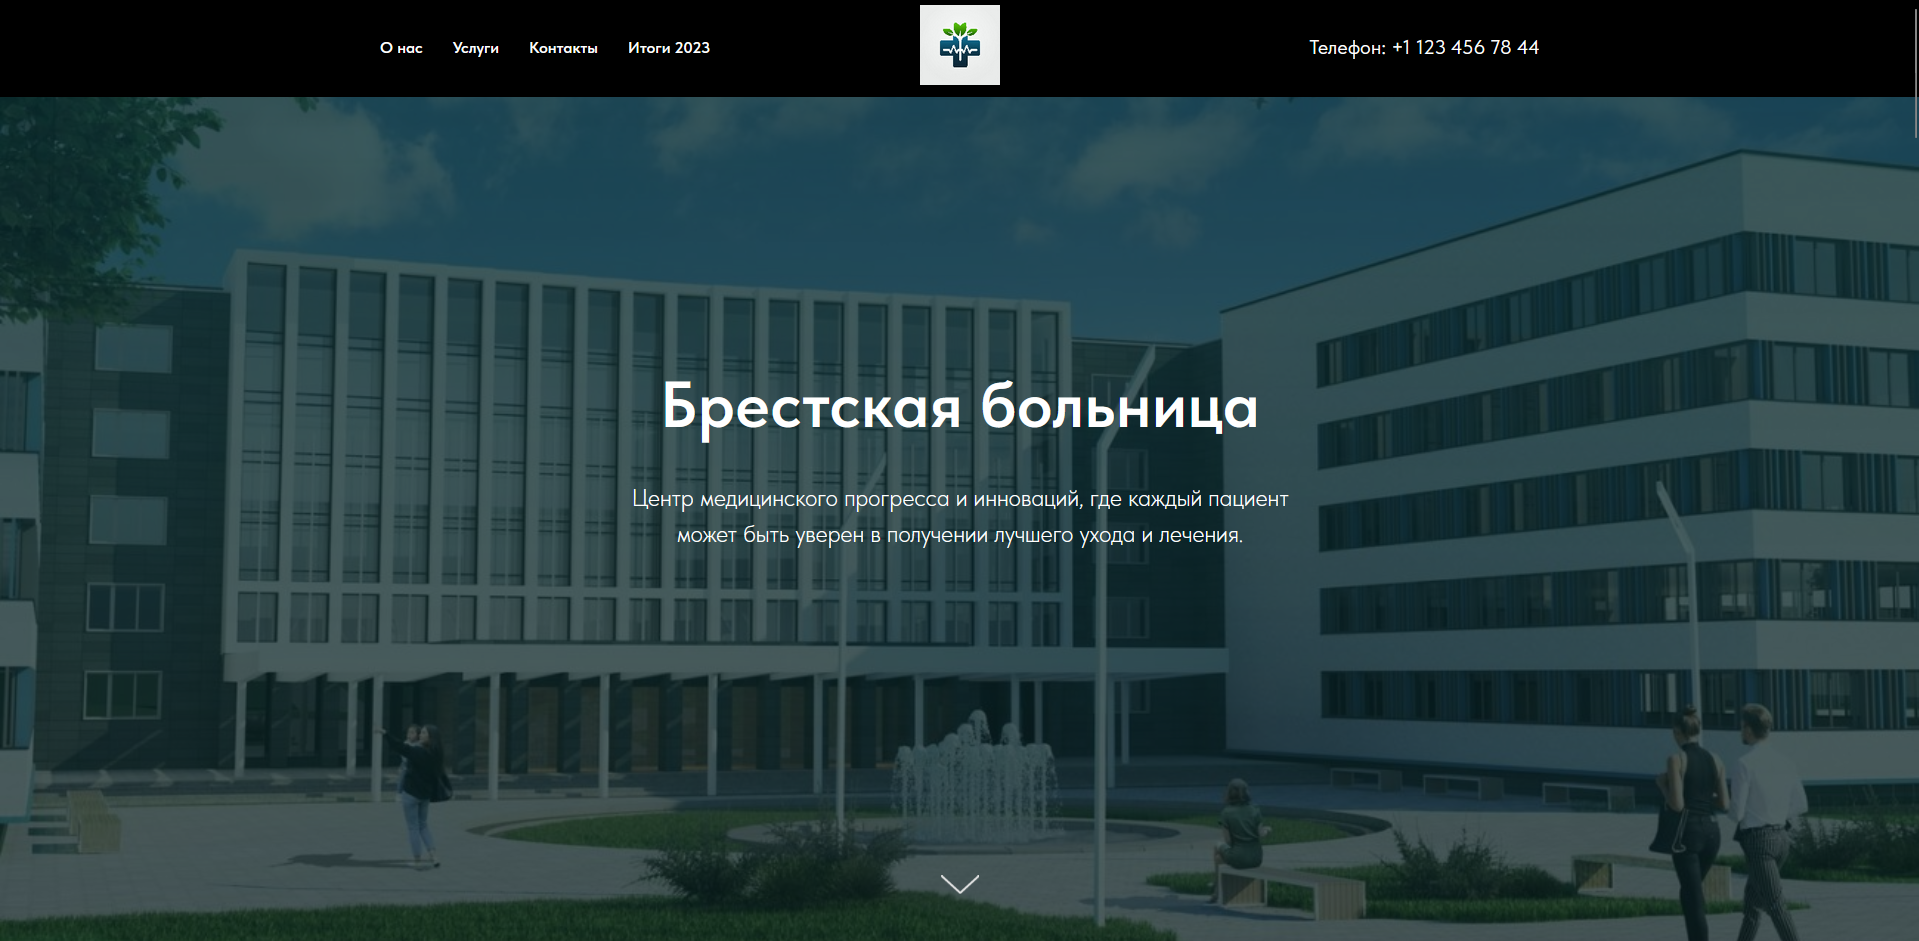 О нас
Услуги
Контакты
Итоги 2023
Телефон: +1 123 456 78 44
Брестская больница
Центр медицинского прогресса и инноваций, где каждый пациент
может быть уверен в получении лучшего ухода и лечения.